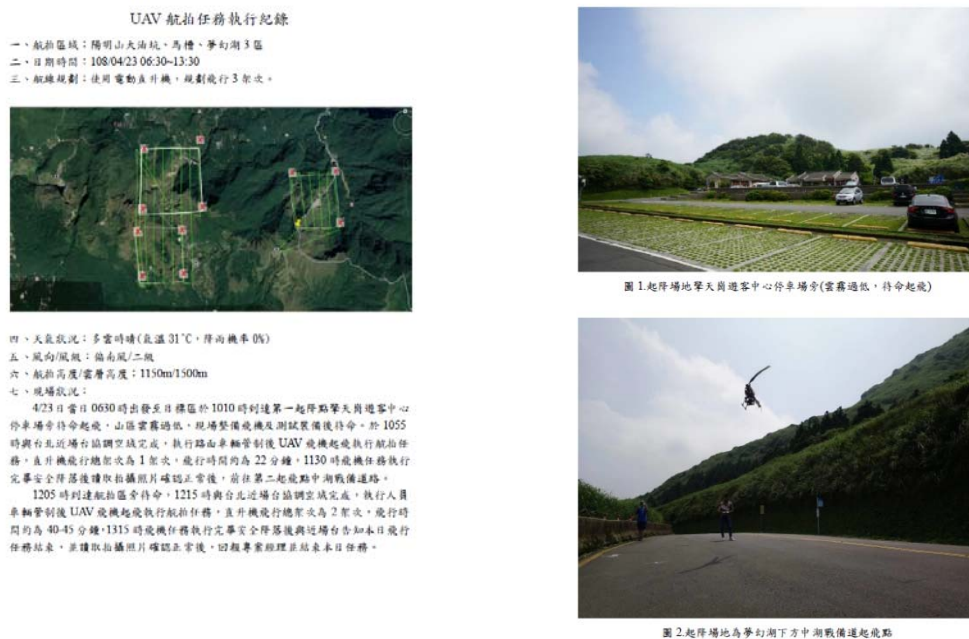 UAV 航拍任務執行紀錄
一、航拍區域：陽明山大油坑、馬槽、夢幻湖 3 區
二、日期時間：108/04/23 06:30~13:30
三、航線規劃：使用電動直升機，規劃飛行 3 架次。
四、天氣狀況：多雲時晴(氣溫 31˚C，降雨機率 0%)
五、風向/風級：偏南風/二級
六、航拍高度/雲層高度：1150m/1500m
七、現場狀況：
4/23 日當日 0630 時出發至目標區於 1010 時到達第一起降點擎天崗遊客中心
停車場旁待命起飛，山區雲霧過低，現場整備飛機及測試裝備後待命。於 1055
時與台北近場台協調空域完成，執行路面車輛管制後 UAV 飛機起飛執行航拍任
務，直升機飛行總架次為 1 架次，飛行時間約為 22 分鐘，1130 時飛機任務執行
完畢安全降落後讀取拍攝照片確認正常後，前往第二起飛點中湖戰備道路。
1205 時到達航拍區旁待命，1215 時與台北近場台協調空域完成，執行人員
車輛管制後 UAV 飛機起飛執行航拍任務，直升機飛行總架次為 2 架次，飛行時
間約為 40-45 分鐘，1315 時飛機任務執行完畢安全降落後與近場台告知本日飛行
任務結束，並讀取拍攝照片確認正常後，回報專案經理並結束本日任務。
圖 1.起降場地擎天崗遊客中心停車場旁(雲霧過低，待命起飛)
圖 2.起降場地為夢幻湖下方中湖戰備道起飛點